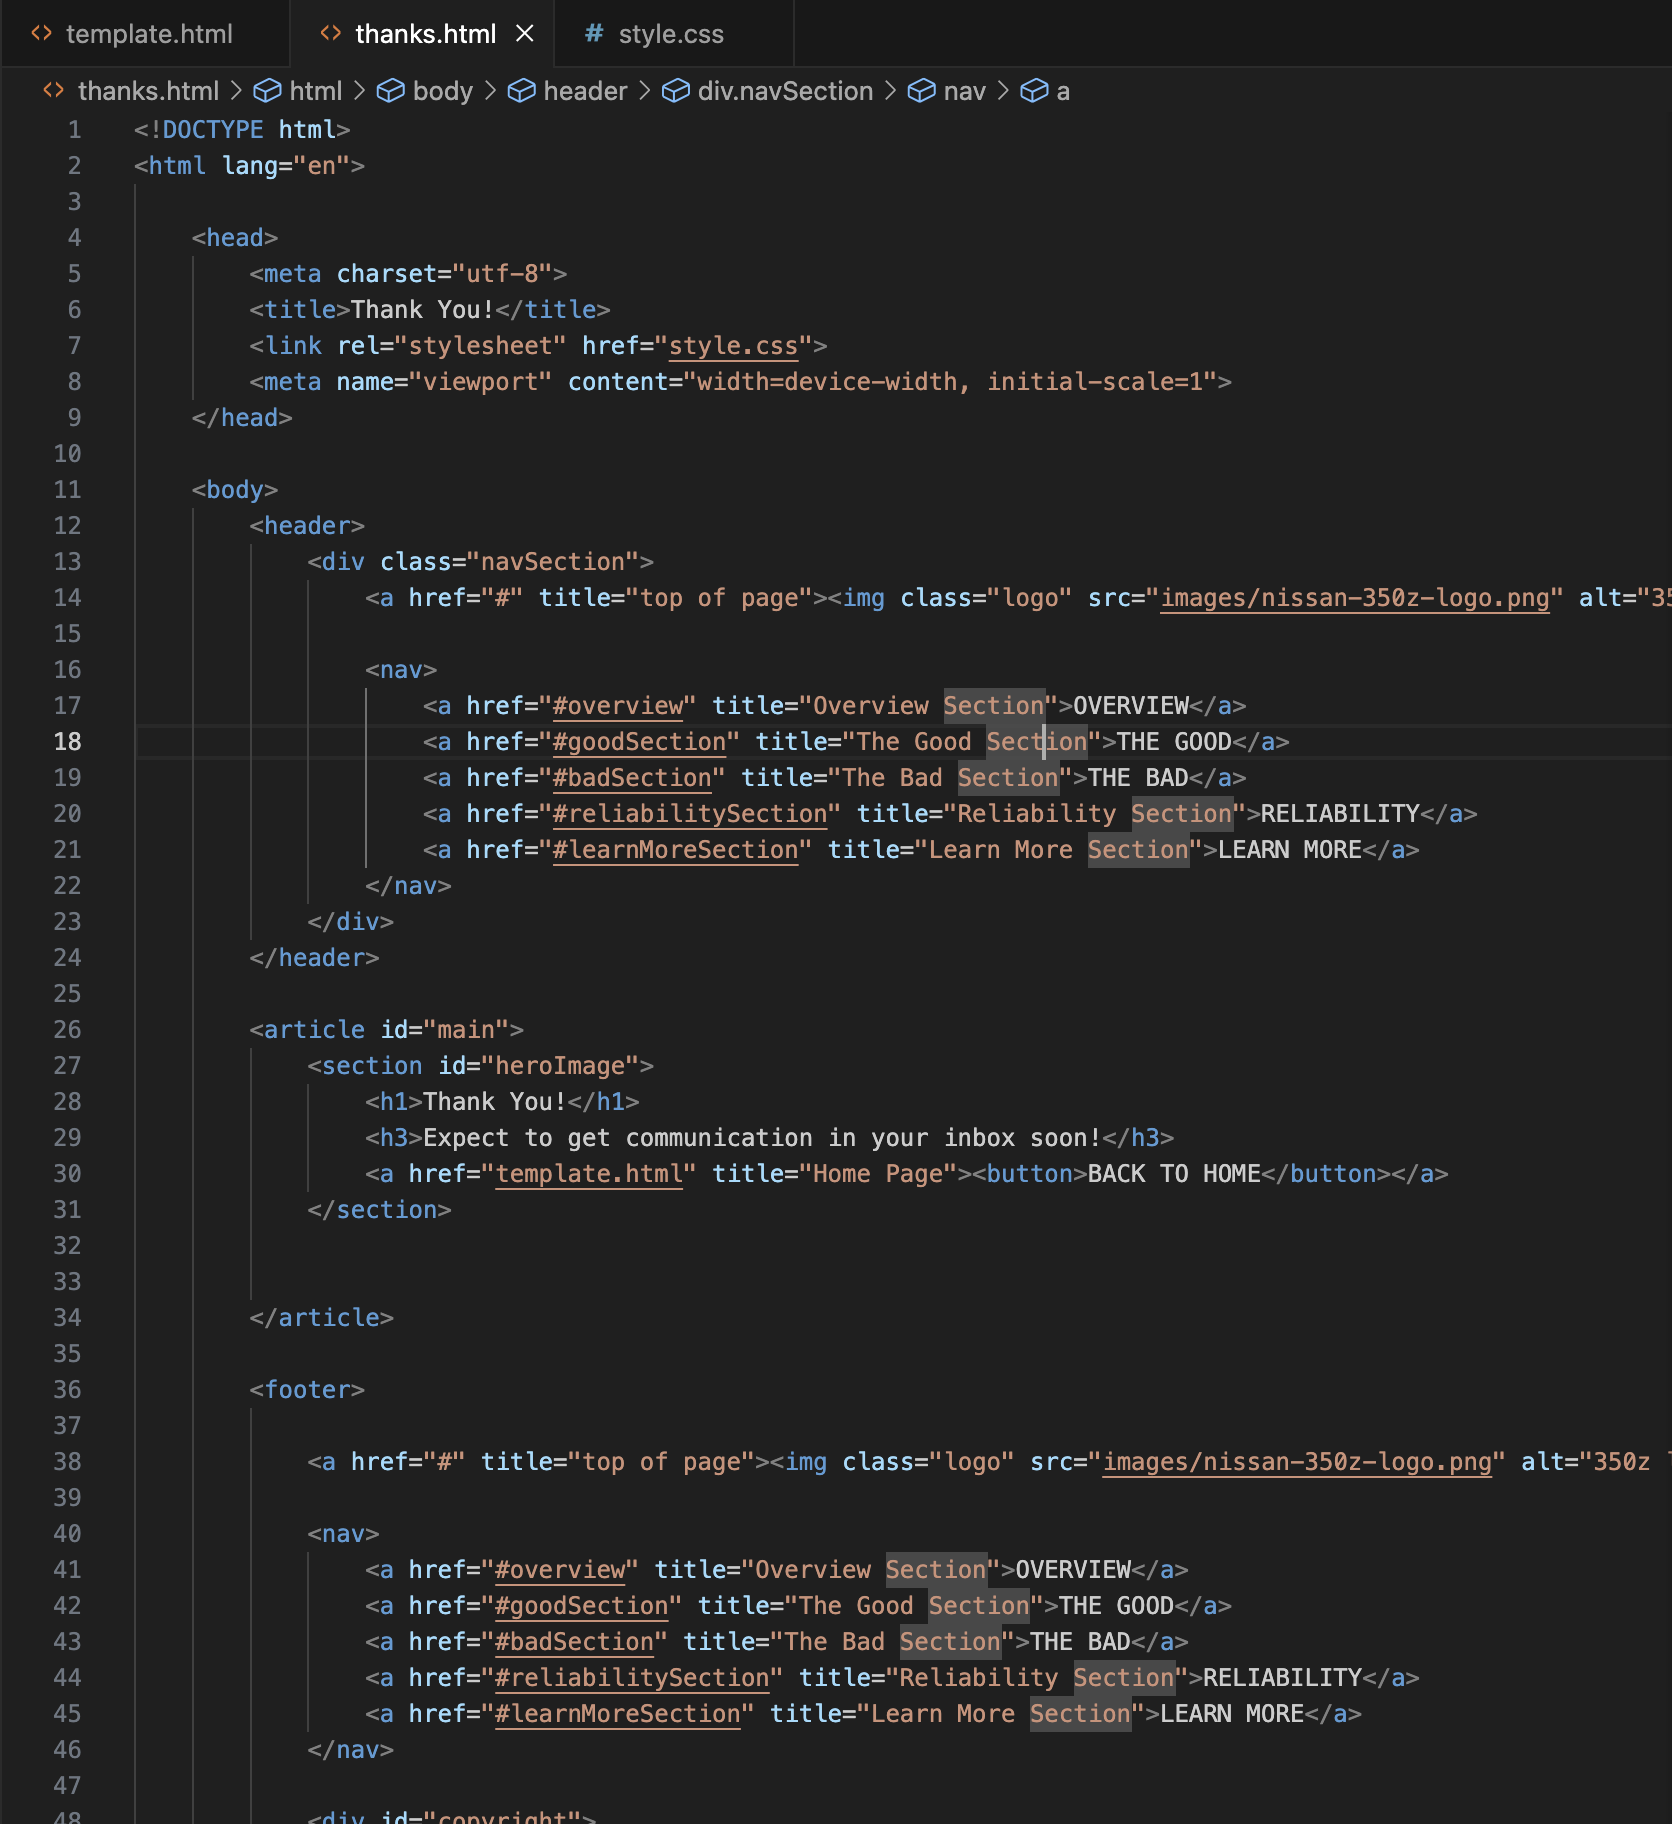 template.html
thanks.html
# style.css
thanks.html > html > body > header > div.navSection > nav > a
1 <!DOCTYPE html>
2 <html lang="en">
3
4 <head>
5 <meta charset="utf-8">
6 <title>Thank You!</title>
7 <link rel="stylesheet" href="style.css">
8 <meta name="viewport" content="width=device-width, initial-scale=1">
9 </head>
10
11 <body>
12 <header>
13 <div class="navSection">
14 <a href="#" title="top of page"><img class="logo" src="images/nissan-350z-logo.png" alt="35
15
16 <nav>
17 <a href="#overview" title="Overview Section">OVERVIEW</a>
18 <a href="#goodSection" title="The Good Section">THE GOOD</a>
19 <a href="#badSection" title="The Bad Section">THE BAD</a>
20 <a href="#reliabilitySection" title="Reliability Section">RELIABILITY</a>
21 <a href="#learnMoreSection" title="Learn More Section">LEARN MORE</a>
22 </nav>
23 </div>
24 </header>
25
26 <article id="main">
27 <section id="heroImage">
28 <h1>Thank You!</h1>
29 <h3>Expect to get communication in your inbox soon!</h3>
30 <a href="template.html" title="Home Page"><button>BACK TO HOME</button></a>
31 </section>
32
33
34 </article>
35
36 <footer>
37
38 <a href="#" title="top of page"><img class="logo" src="images/nissan-350z-logo.png" alt="350z
39
40 <nav>
41 <a href="#overview" title="Overview Section">OVERVIEW</a>
42 <a href="#goodSection" title="The Good Section">THE GOOD</a>
43 <a href="#badSection" title="The Bad Section">THE BAD</a>
44 <a href="#reliabilitySection" title="Reliability Section">RELIABILITY</a>
45 <a href="#learnMoreSection" title="Learn More Section">LEARN MORE</a>
46 </nav>
47
48 <div id="copyright">